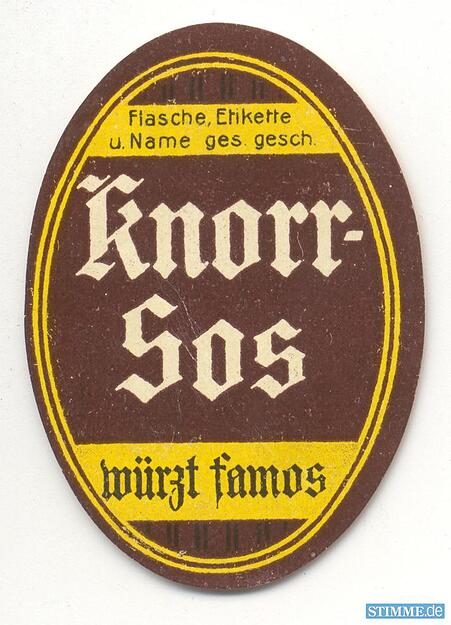 Flasche, Etikette
u. Name ges. gesch.
Knorr-
Sos
würzt famos
STIMME.de